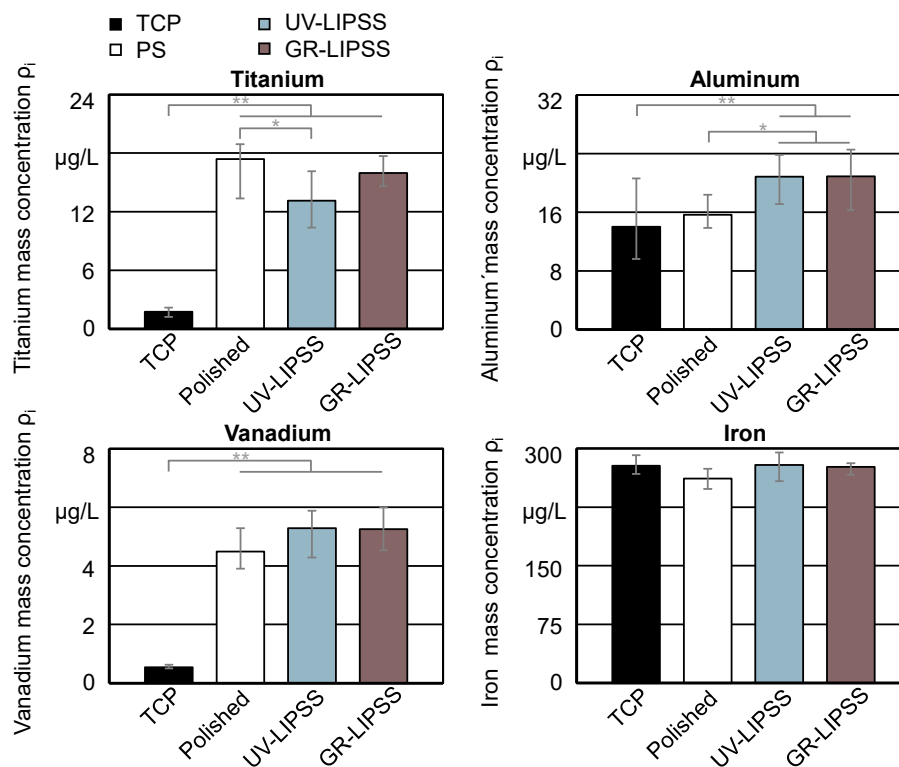 TCP
UV-LIPSS
PS
GR-LIPSS
Titanium
Titanium mass concentration ρi
24
µg/L
12
6
0
**
*
TCP
Polished
UV-LIPSS
GR-LIPSS
Aluminum
Aluminum´mass concentration ρi
32
µg/L
16
8
0
**
*
TCP
Polished
UV-LIPSS
GR-LIPSS
Vanadium
Vanadium mass concentration ρi
8
µg/L
4
2
0
**
TCP
Polished
UV-LIPSS
GR-LIPSS
Iron
Iron mass concentration ρi
300
µg/L
150
75
0
TCP
Polished
UV-LIPSS
GR-LIPSS